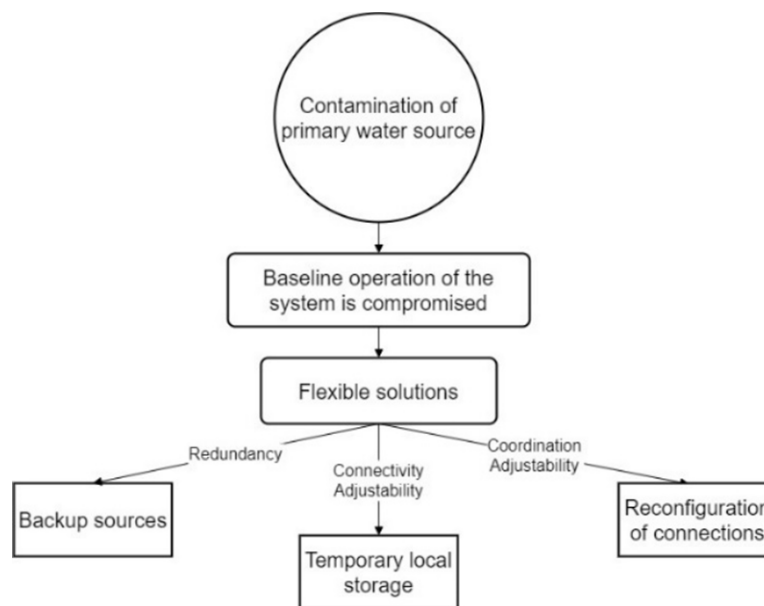 Contamination of
primary water source
Baseline operation of the
system is compromised
Flexible solutions
Redundancy
Connectivity
Adjustability
Coordination
Adjustability
Backup sources
Temporary local
storage
Reconfiguration
of connections